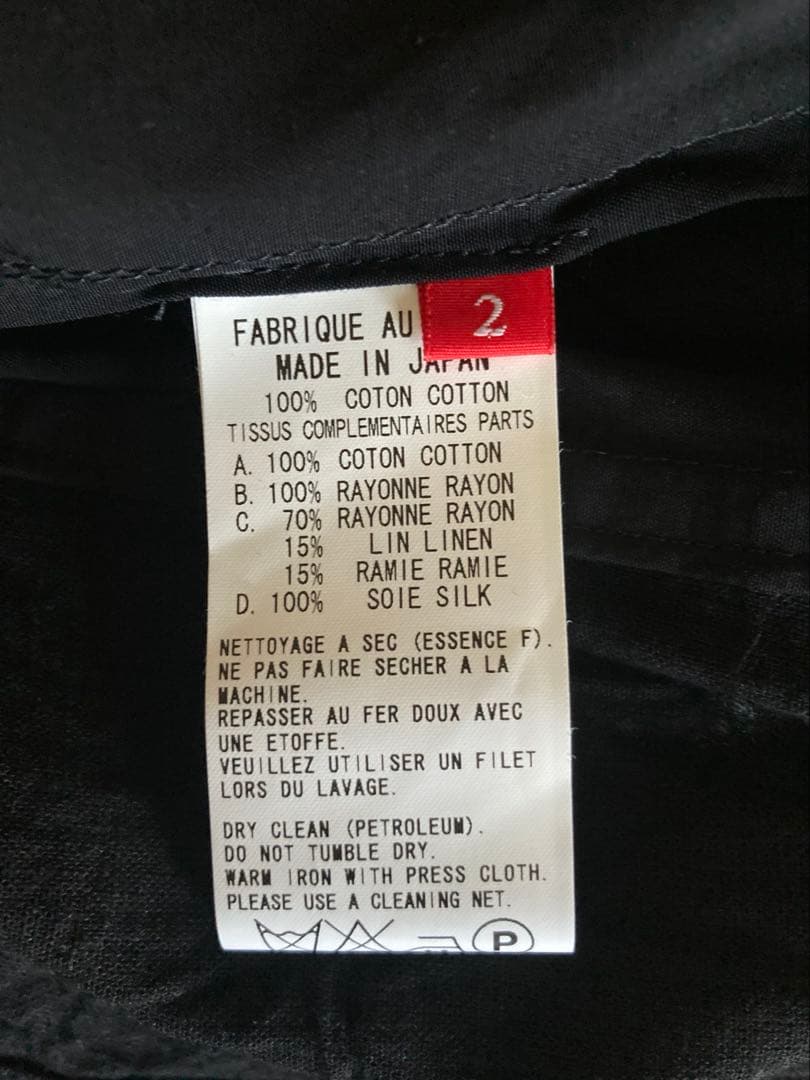 2
FABRIQUE AU
MADE IN JAPAN
100% COTON COTTON
TISSUS COMPLEMENTAIRES PARTS
A. 100% COTON COTTON
B. 100% RAYONNE RAYON
C. 70% RAYONNE RAYON
15% LIN LINEN
15% RAMIE RAMIE
D. 100% SOIE SILK
NETTOYAGE A SEC (ESSENCE F).
NE PAS FAIRE SECHER A LA
MACHINE.
REPASSER AU FER DOUX AVEC
UNE ETOFFE.
VEUILLEZ UTILISER UN FILET
LORS DU LAVAGE.
DRY CLEAN (PETROLEUM).
DO NOT TUMBLE DRY.
WARM IRON WITH PRESS CLOTH.
PLEASE USE A CLEANING NET.
P